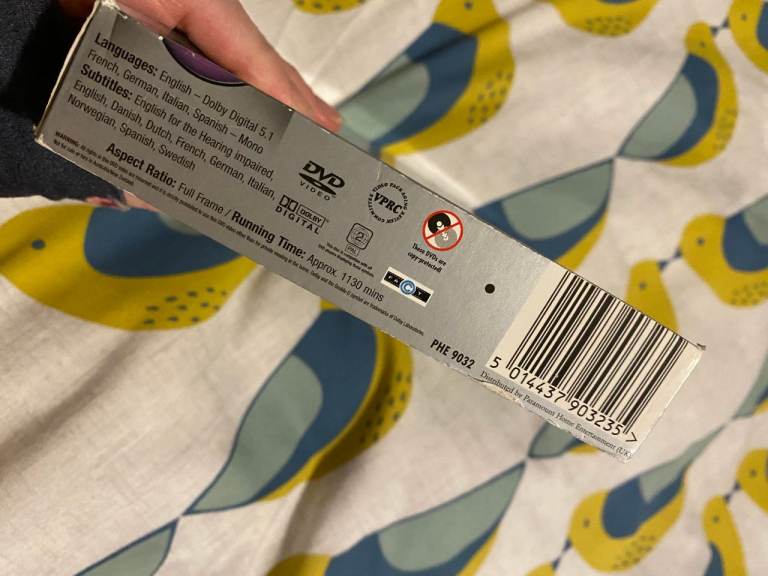 Languages: English – Dolby Digital 5.1
French, German, Italian, Spanish – Mono
Subtitles: English for the Hearing impaired,
English, Danish, Dutch, French, German, Italian,
Norwegian, Spanish, Swedish
Aspect Ratio: Full Frame / Running Time: Approx. 1130 mins
DVD
VIDEO
DOLBY
DIGITAL
VPRC
2
PAL
These DVDs are
copy-protected!
PHE 9032
5 014437 903235 >
Distributed by Paramount Home Entertainment (UK)